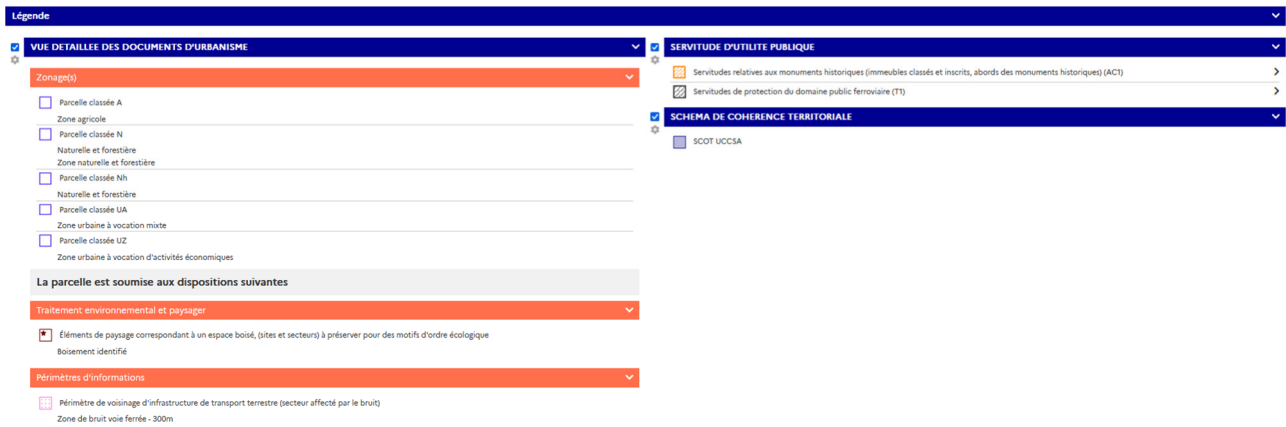 Légende
VUE DETAILLEE DES DOCUMENTS D'URBANISME
Zonage(s)
Parcelle classée A
Zone agricole
Parcelle classée N
Naturelle et forestière
Zone naturelle et forestière
Parcelle classée Nh
Naturelle et forestière
Parcelle classée UA
Zone urbaine à vocation mixte
Parcelle classée UZ
Zone urbaine à vocation d'activités économiques
La parcelle est soumise aux dispositions suivantes
Traitement environnemental et paysager
Éléments de paysage correspondant à un espace boisé, (sites et secteurs) à préserver pour des motifs d'ordre écologique
Boisement identifié
Périmètres d'informations
Périmètre de voisinage d'infrastructure de transport terrestre (secteur affecté par le bruit)
Zone de bruit voie ferrée - 300m
SERVITUDE D'UTILITE PUBLIQUE
Servitudes relatives aux monuments historiques (immeubles classés et inscrits, abords des monuments historiques) (AC1)
Servitudes de protection du domaine public ferroviaire (T1)
SCHEMA DE COHERENCE TERRITORIALE
SCOT UCCSA